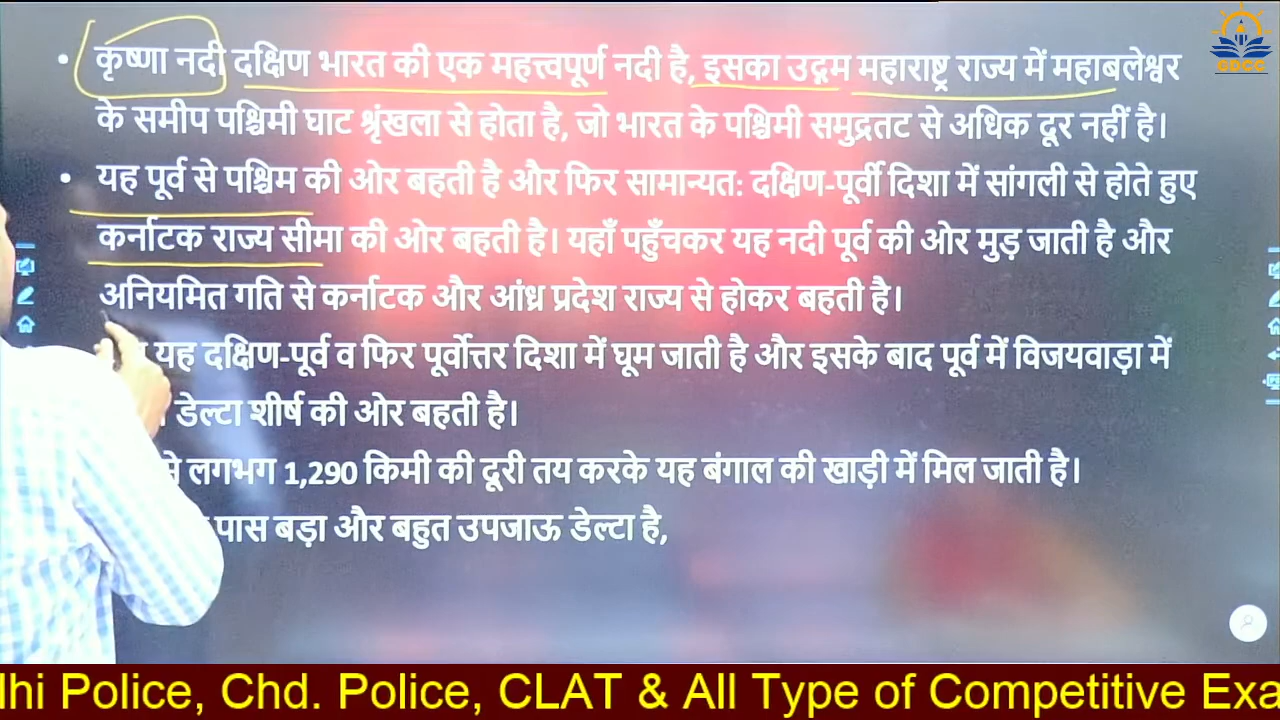 GDCC
• कृष्णा नदी दक्षिण भारत की एक महत्त्वपूर्ण नदी है, इसका उद्गम महाराष्ट्र राज्य में महाबलेश्वर
के समीप पश्चिमी घाट श्रृंखला से होता है, जो भारत के पश्चिमी समुद्रतट से अधिक दूर नहीं है।
• यह पूर्व से पश्चिम की ओर बहती है और फिर सामान्यत: दक्षिण-पूर्वी दिशा में सांगली से होते हुए
कर्नाटक राज्य सीमा की ओर बहती है। यहाँ पहुँचकर यह नदी पूर्व की ओर मुड़ जाती है और
अनियमित गति से कर्नाटक और आंध्र प्रदेश राज्य से होकर बहती है।
यह दक्षिण-पूर्व व फिर पूर्वोत्तर दिशा में घूम जाती है और इसके बाद पूर्व में विजयवाड़ा में
डेल्टा शीर्ष की ओर बहती है।
लगभग 1,290 किमी की दूरी तय करके यह बंगाल की खाड़ी में मिल जाती है।
पास बड़ा और बहुत उपजाऊ डेल्टा है,
lhi Police, Chd. Police, CLAT & All Type of Competitive Exa